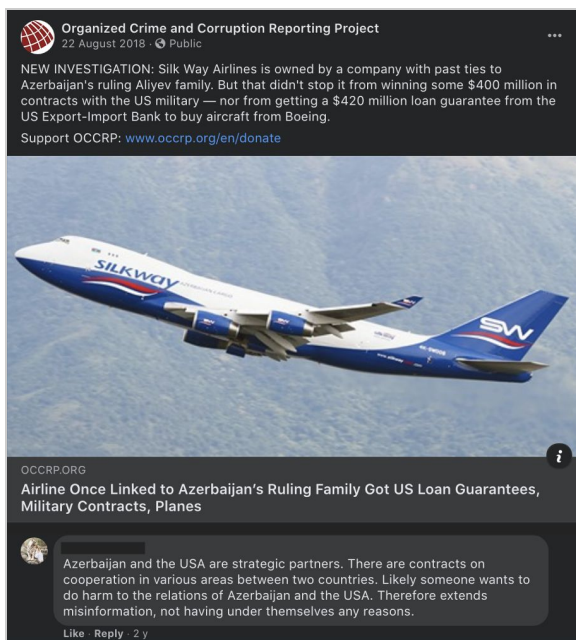 Organized Crime and Corruption Reporting Project
22 August 2018 · Public
NEW INVESTIGATION: Silk Way Airlines is owned by a company with past ties to
Azerbaijan's ruling Aliyev family. But that didn't stop it from winning some $400 million in
contracts with the US military — nor from getting a $420 million loan guarantee from the
US Export-Import Bank to buy aircraft from Boeing.
Support OCCRP: www.occrp.org/en/donate
SILKWAY
SW
OCCRP.ORG
Airline Once Linked to Azerbaijan's Ruling Family Got US Loan Guarantees,
Military Contracts, Planes
Azerbaijan and the USA are strategic partners. There are contracts on
cooperation in various areas between two countries. Likely someone wants to
do harm to the relations of Azerbaijan and the USA. Therefore extends
misinformation, not having under themselves any reasons.
Like · Reply · 2 y